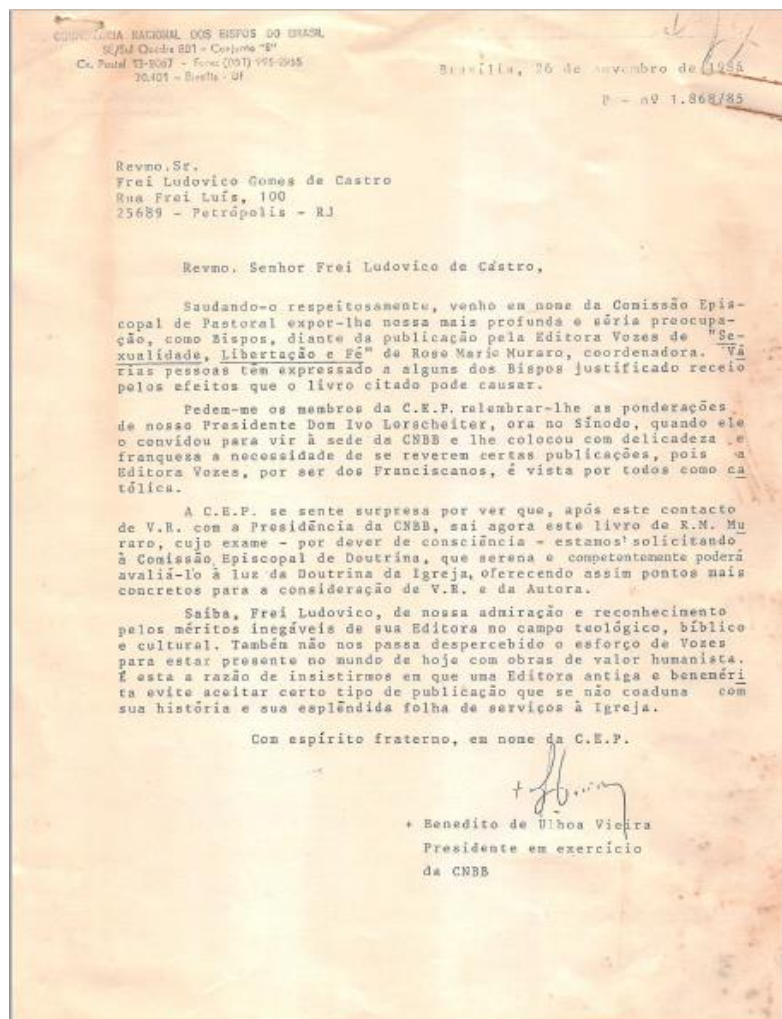 NACIONAL DOS BISPOS DO BRASIL
SE/Sul Quadra 801 - Conjunto "B"
Cx. Postal 13-2067 - Fone: (061)
70.401 - Brasília - DF
Brasília, 26 de novembro de
P - nº 1.868/85
Revmo.Sr.
Frei Ludovico Gomes de Castro
Rua Frei Luís, 100
25689 - Petrópolis - RJ
Revmo. Senhor Frei Ludovico de Castro,
Saudando-o respeitosamente, venho em nome da Comissão Epis-
copal de Pastoral expor-lhe nossa mais profunda e séria preocupa-
ção, como Bispos, diante da publicação pela Editora Vozes de "Se-
xualidade, Libertação e Fé" de Rose Marie Muraro, coordenadora. Vá
rias pessoas têm expressado a alguns dos Bispos justificado receio
pelos efeitos que o livro citado pode causar.
Pedem-me os membros da C.E.P. relembrar-lhe as ponderações
de nosso Presidente Dom Ivo Lorscheiter, ora no Sínodo, quando ele
o convidou para vir à sede da CNBB e lhe colocou com delicadeza e
franqueza a necessidade de se reverem certas publicações, pois a
Editora Vozes, por ser dos Franciscanos, é vista por todos como ca
tólica.
A C.E.P. se sente surpresa por ver que, após este contacto
de V.R. com a Presidência da CNBB, sai agora este livro de R.M. Mu
raro, cujo exame - por dever de consciência - estamos solicitando
à Comissão Episcopal de Doutrina, que serena e competentemente poderá
avaliá-lo à luz da Doutrina da Igreja, oferecendo assim pontos mais
concretos para a consideração de V.R. e da Autora.
Saiba, Frei Ludovico, de nossa admiração e reconhecimento
pelos méritos inegáveis de sua Editora no campo teológico, bíblico
e cultural. Também não nos passa despercebido o esforço de Vozes
para estar presente no mundo de hoje com obras de valor humanista.
É esta a razão de insistirmos em que uma Editora antiga e beneméri
ta evite aceitar certo tipo de publicação que se não coaduna com
sua história e sua esplêndida folha de serviços à Igreja.
Com espírito fraterno, em nome da C.E.P.
+ Benedito de Ulhoa Vieira
Presidente em exercício
da CNBB